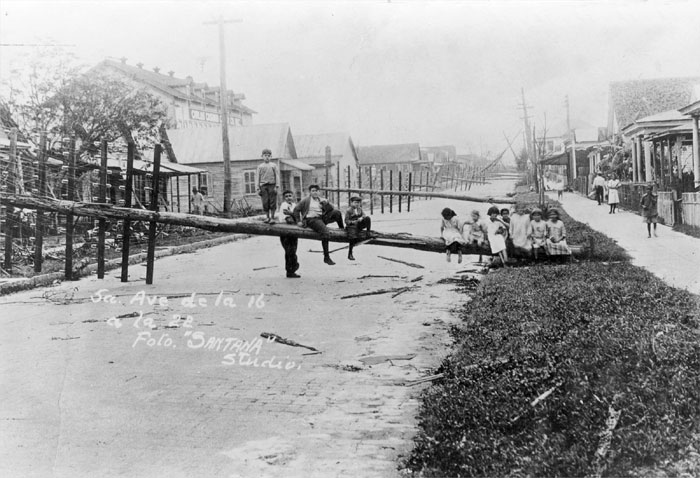 5a Ave de la 16
a la 22
Foto. "SANTANA"
STudio.